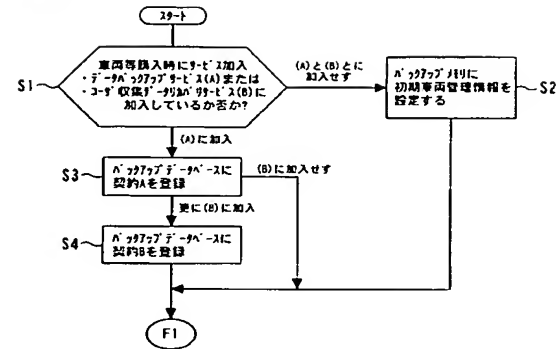 スタート
車両等購入時にサービス加入
・データバックアップサービス(A)または
・ユーザ収集データリカバリサービス(B)に
加入しているか否か?
S1
(A)と(B)とに
加入せず
バックアップメモリに
初期車両管理情報を
設定する
S2
(A)に加入
S3
バックアップデータベースに
契約Aを登録
(B)に加入せず
更に(B)に加入
S4
バックアップデータベースに
契約Bを登録
F1